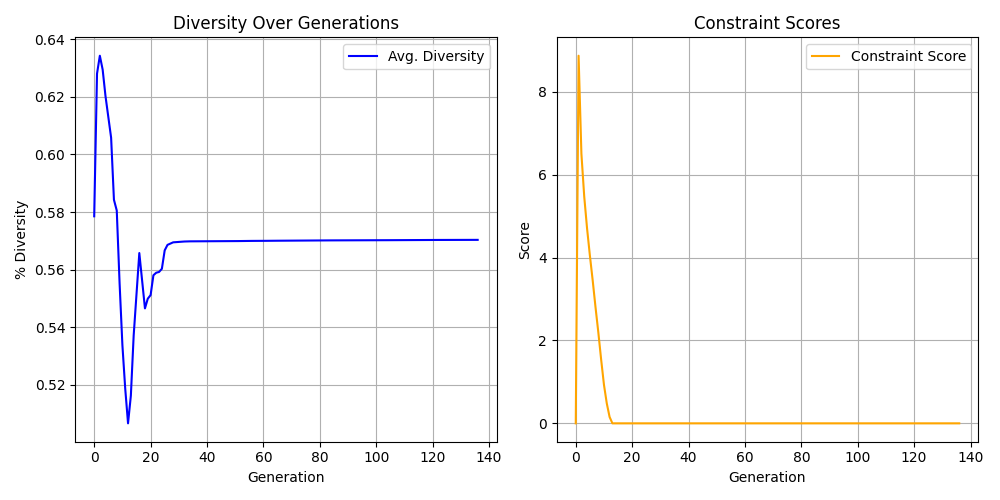 Diversity Over Generations
Avg. Diversity
% Diversity
0.64
0.62
0.60
0.58
0.56
0.54
0.52
0 20 40 60 80 100 120 140
Generation
Constraint Scores
Constraint Score
Score
8
6
4
2
0
0 20 40 60 80 100 120 140
Generation